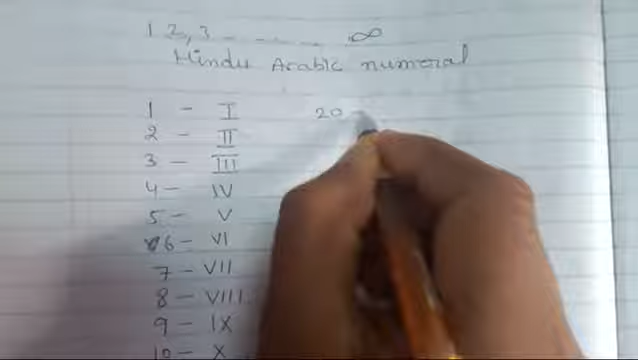 1 2, 3 - - - - - - ∞
Hindu Arabic numeral
1 - I
2 - II
3 - III
4 - IV
5 - V
6 - VI
7 - VII
8 - VIII
9 - IX
10 - X
20 -